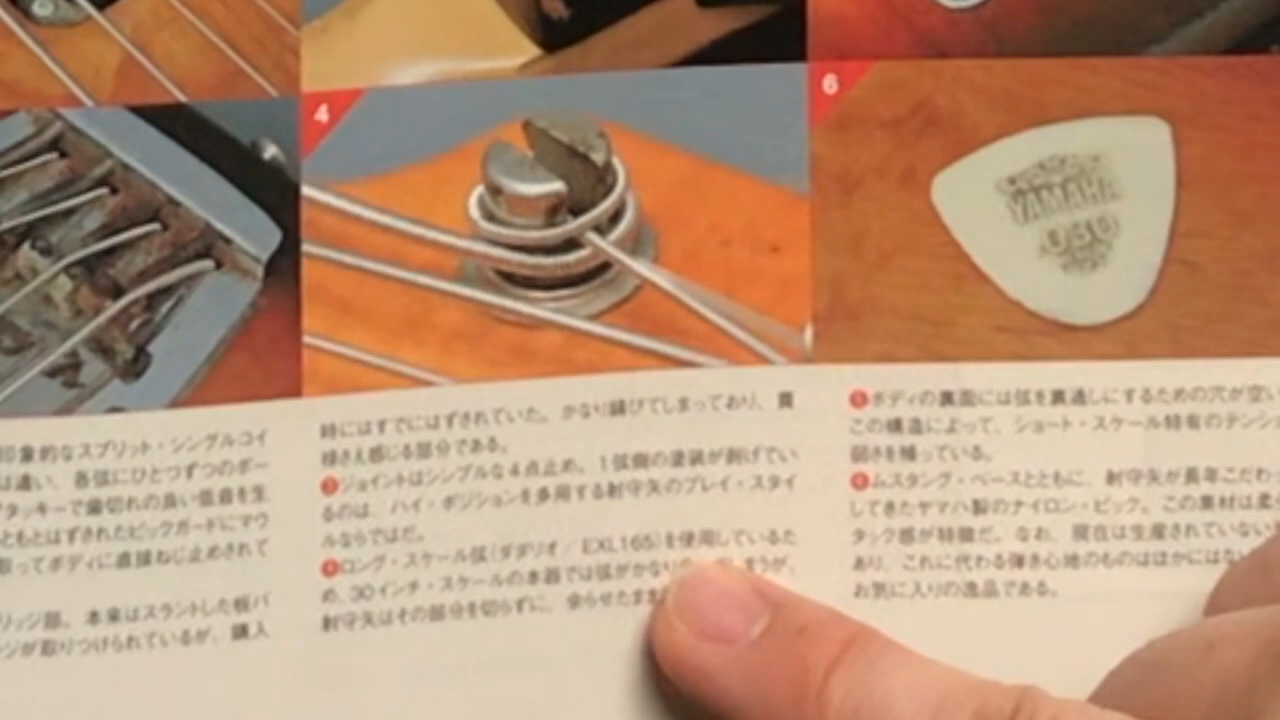 4
6
YAMAHA
印象的なスプリット・シングルコイ
は違い、各弦にひとつずつのポー
アタッキーで歯切れの良い低音を生
ともとはずされたピックガードにマウ
取ってボディに直接ねじ止めされて
リッジ部。本来はスラントした板バ
ジが取りつけられているが、購入
時にはすでにはずされていた。かなり錆びてしまっており、貫
様さえ感じる部分である。
❸ジョイントはシンプルな4点止め。1弦側の塗装が剥げてい
るのは、ハイ・ポジションを多用する射守矢のプレイ・スタイ
ルならではだ。
❹ロング・スケール弦(ダダリオ/EXL165)を使用しているた
め、30インチ・スケールの本器では弦がかなり
まうが、
射守矢はその部分を切らずに、余らせたまま
❺ボディの裏面には弦を裏通しにするための穴が空い
この構造によって、ショート・スケール特有のテンショ
弱さを補っている。
❻ムスタング・ベースとともに、射守矢が長年こだわっ
してきたヤマハ製のナイロン・ピック。この素材は柔
タック感が特徴だ。なお、現在は生産されていない
あり、これに代わる弾き心地のものはほかにはない
お気に入りの逸品である。